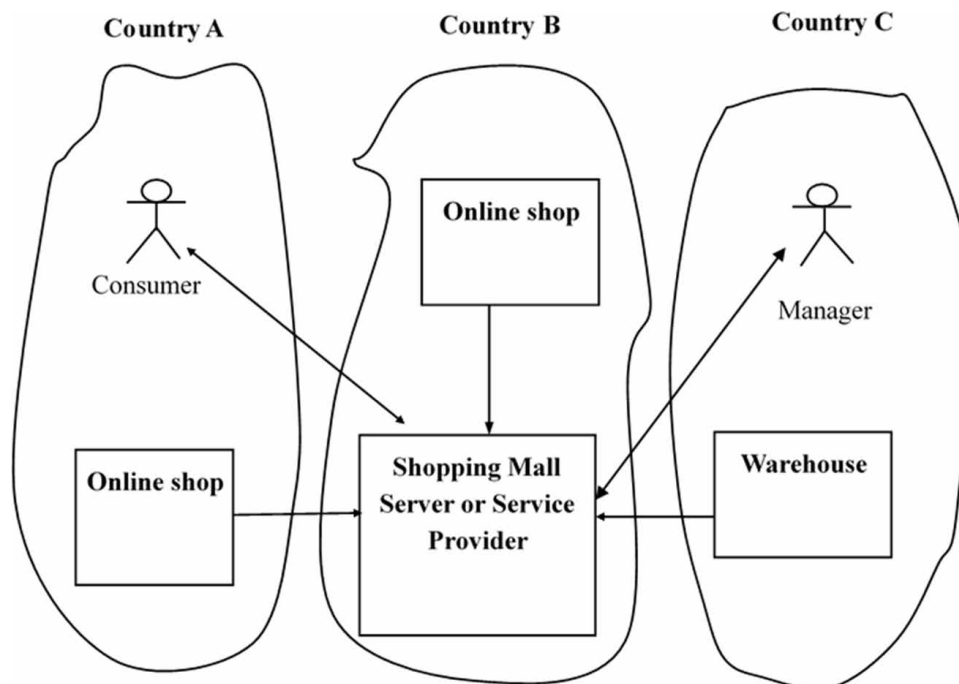 Country A
Country B
Country C
Online shop
Consumer
Manager
Online shop
Shopping Mall
Server or Service
Provider
Warehouse